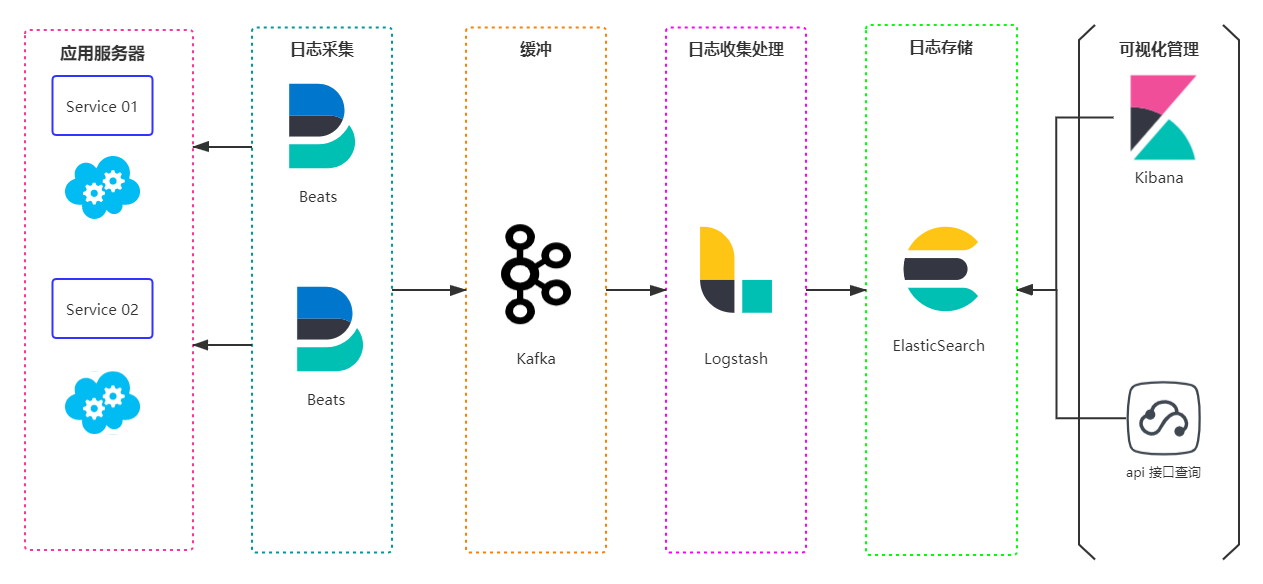 应用服务器
Service 01
Service 02
日志采集
Beats
Beats
缓冲
Kafka
日志收集处理
Logstash
日志存储
ElasticSearch
可视化管理
Kibana
api 接口查询